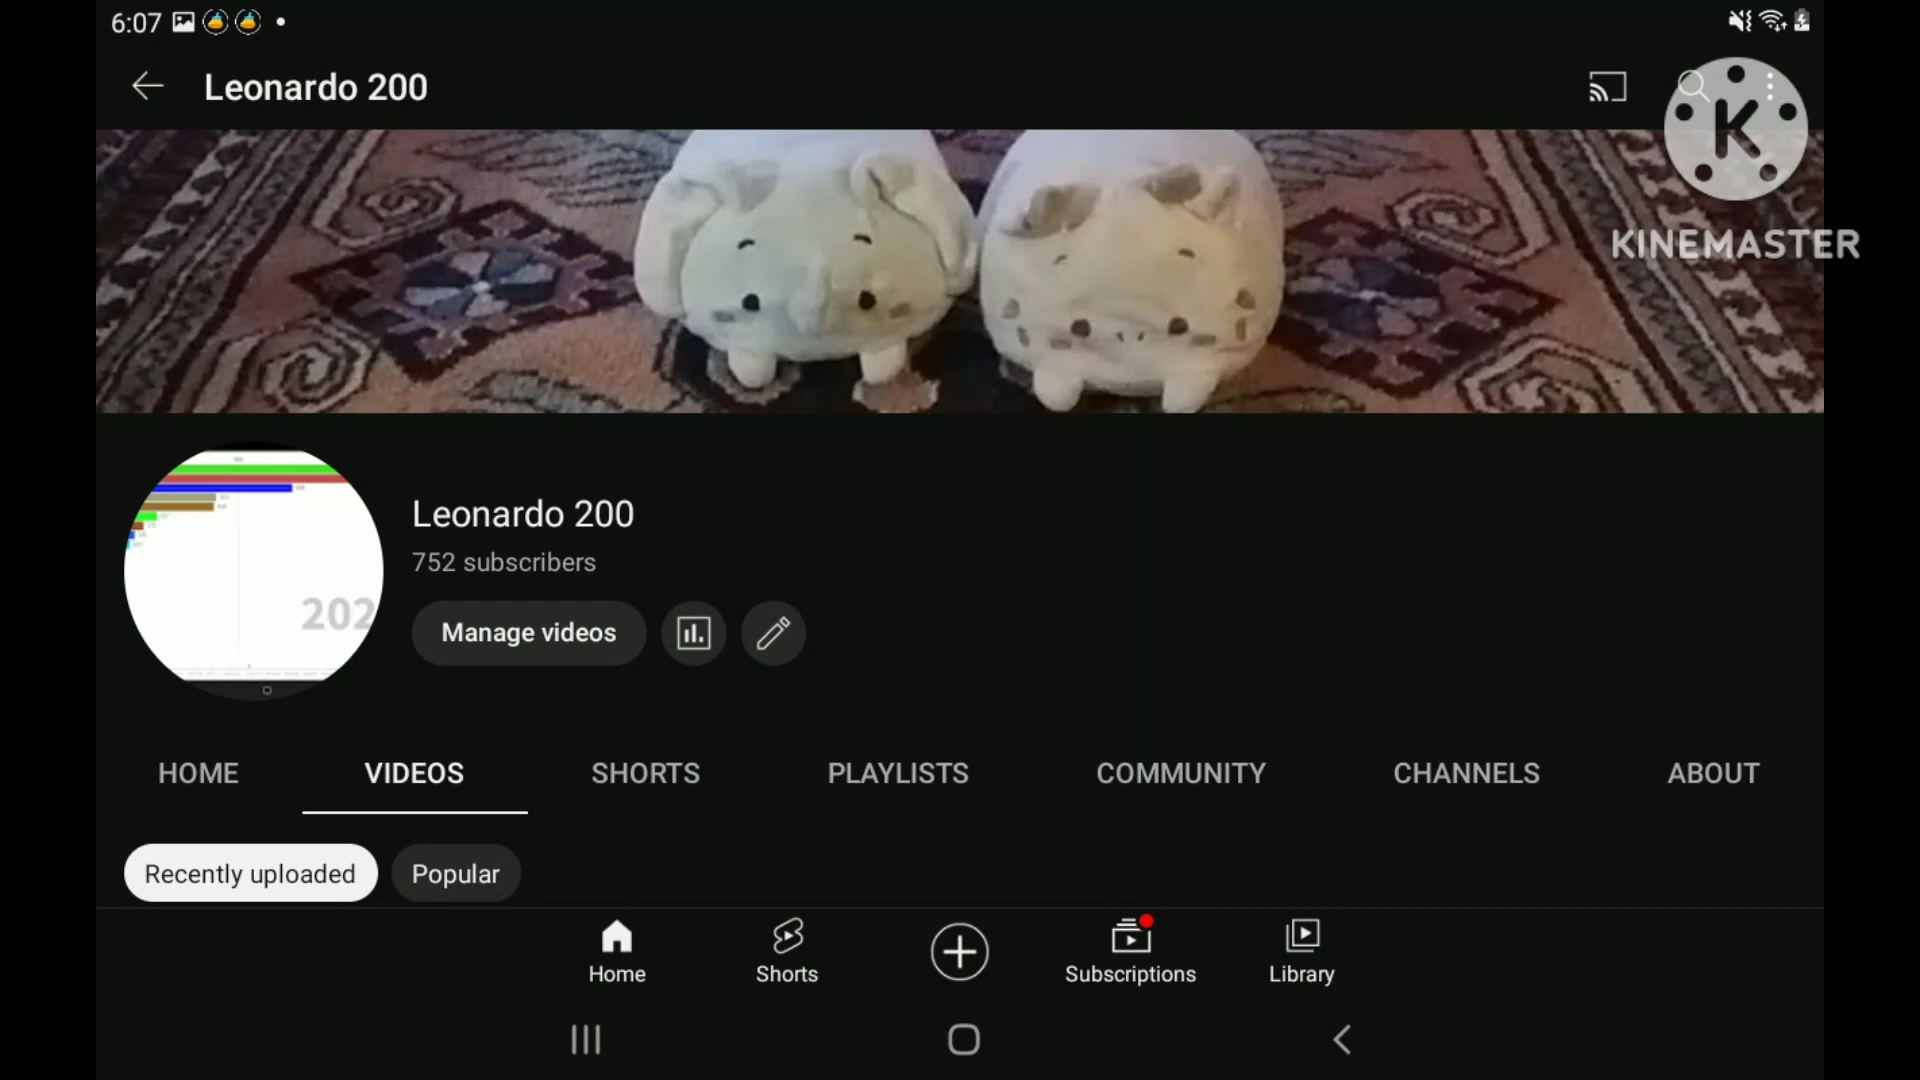 6:07
Leonardo 200
K
KINEMASTER
202
Leonardo 200
752 subscribers
Manage videos
HOME VIDEOS SHORTS PLAYLISTS COMMUNITY CHANNELS ABOUT
Recently uploaded Popular
Home Shorts Subscriptions Library